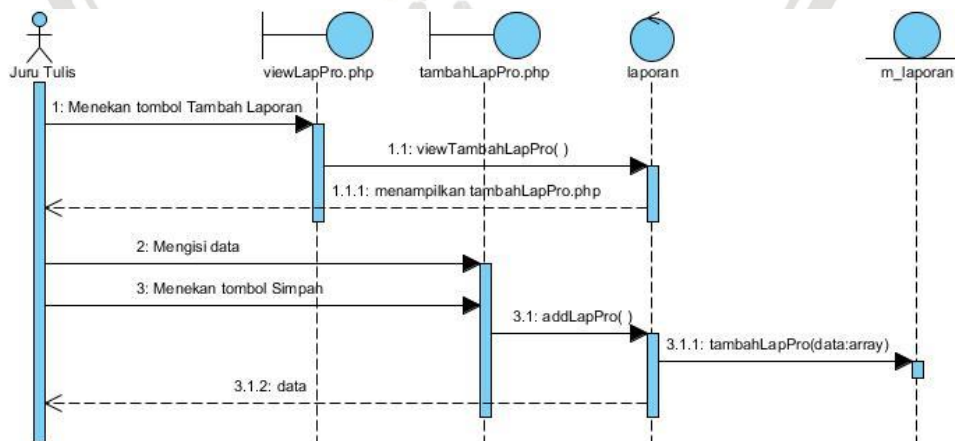 Juru Tulis
viewLapPro.php
tambahLapPro.php
laporan
m_laporan
1: Menekan tombol Tambah Laporan
1.1: viewTambahLapPro( )
1.1.1: menampilkan tambahLapPro.php
2: Mengisi data
3: Menekan tombol Simpah
3.1: addLapPro( )
3.1.1: tambahLapPro(data:array)
3.1.2: data